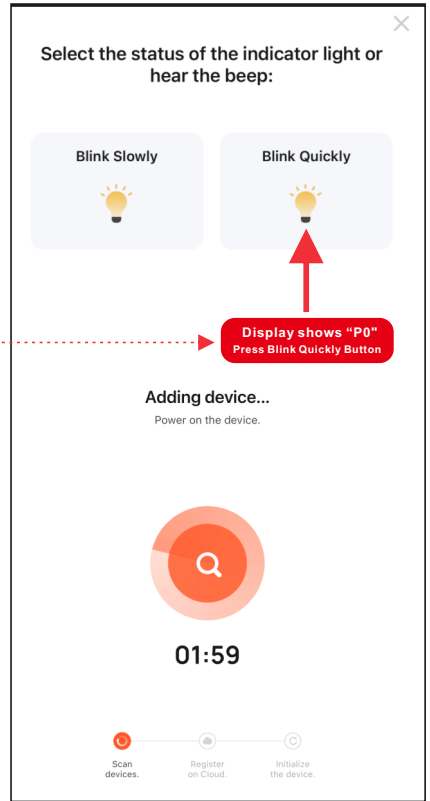 Select the status of the indicator light or
hear the beep:
Blink Slowly
Blink Quickly
Display shows “P0"
Press Blink Quickly Button
Adding device...
Power on the device.
01:59
Scan
devices.
Register
on Cloud.
Initialize
the device.